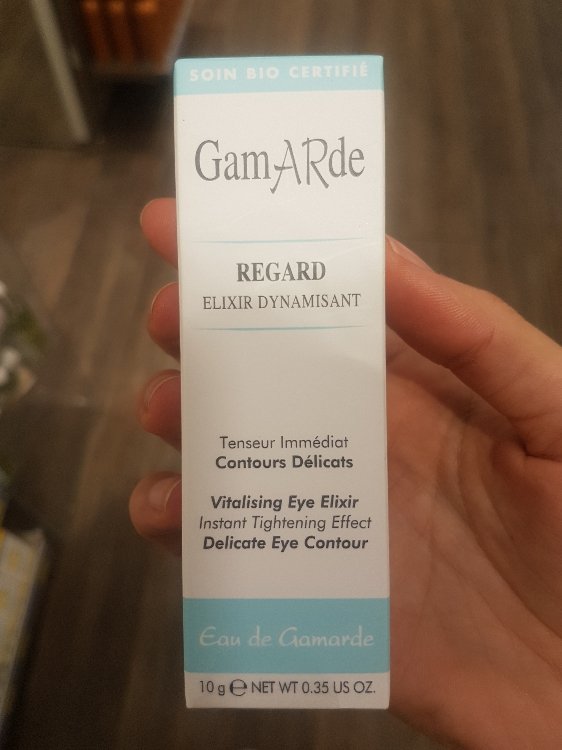 SOIN BIO CERTIFIÉ
GamARde
REGARD
ELIXIR DYNAMISANT
Tenseur Immédiat
Contours Délicats
Vitalising Eye Elixir
Instant Tightening Effect
Delicate Eye Contour
Eau de Gamarde
10 g ℮ NET WT 0.35 US OZ.